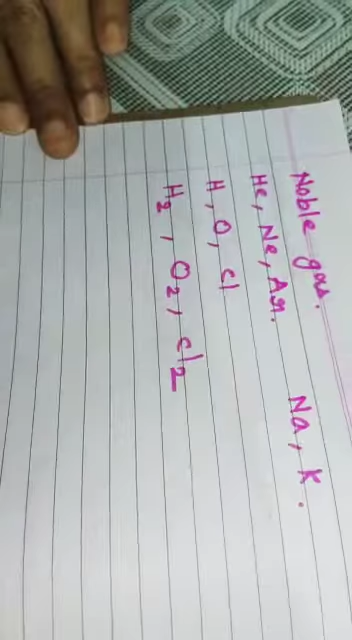 Noble gas.
He, Ne, Ar. Na, K.
H, O, Cl
H2, O2, Cl2